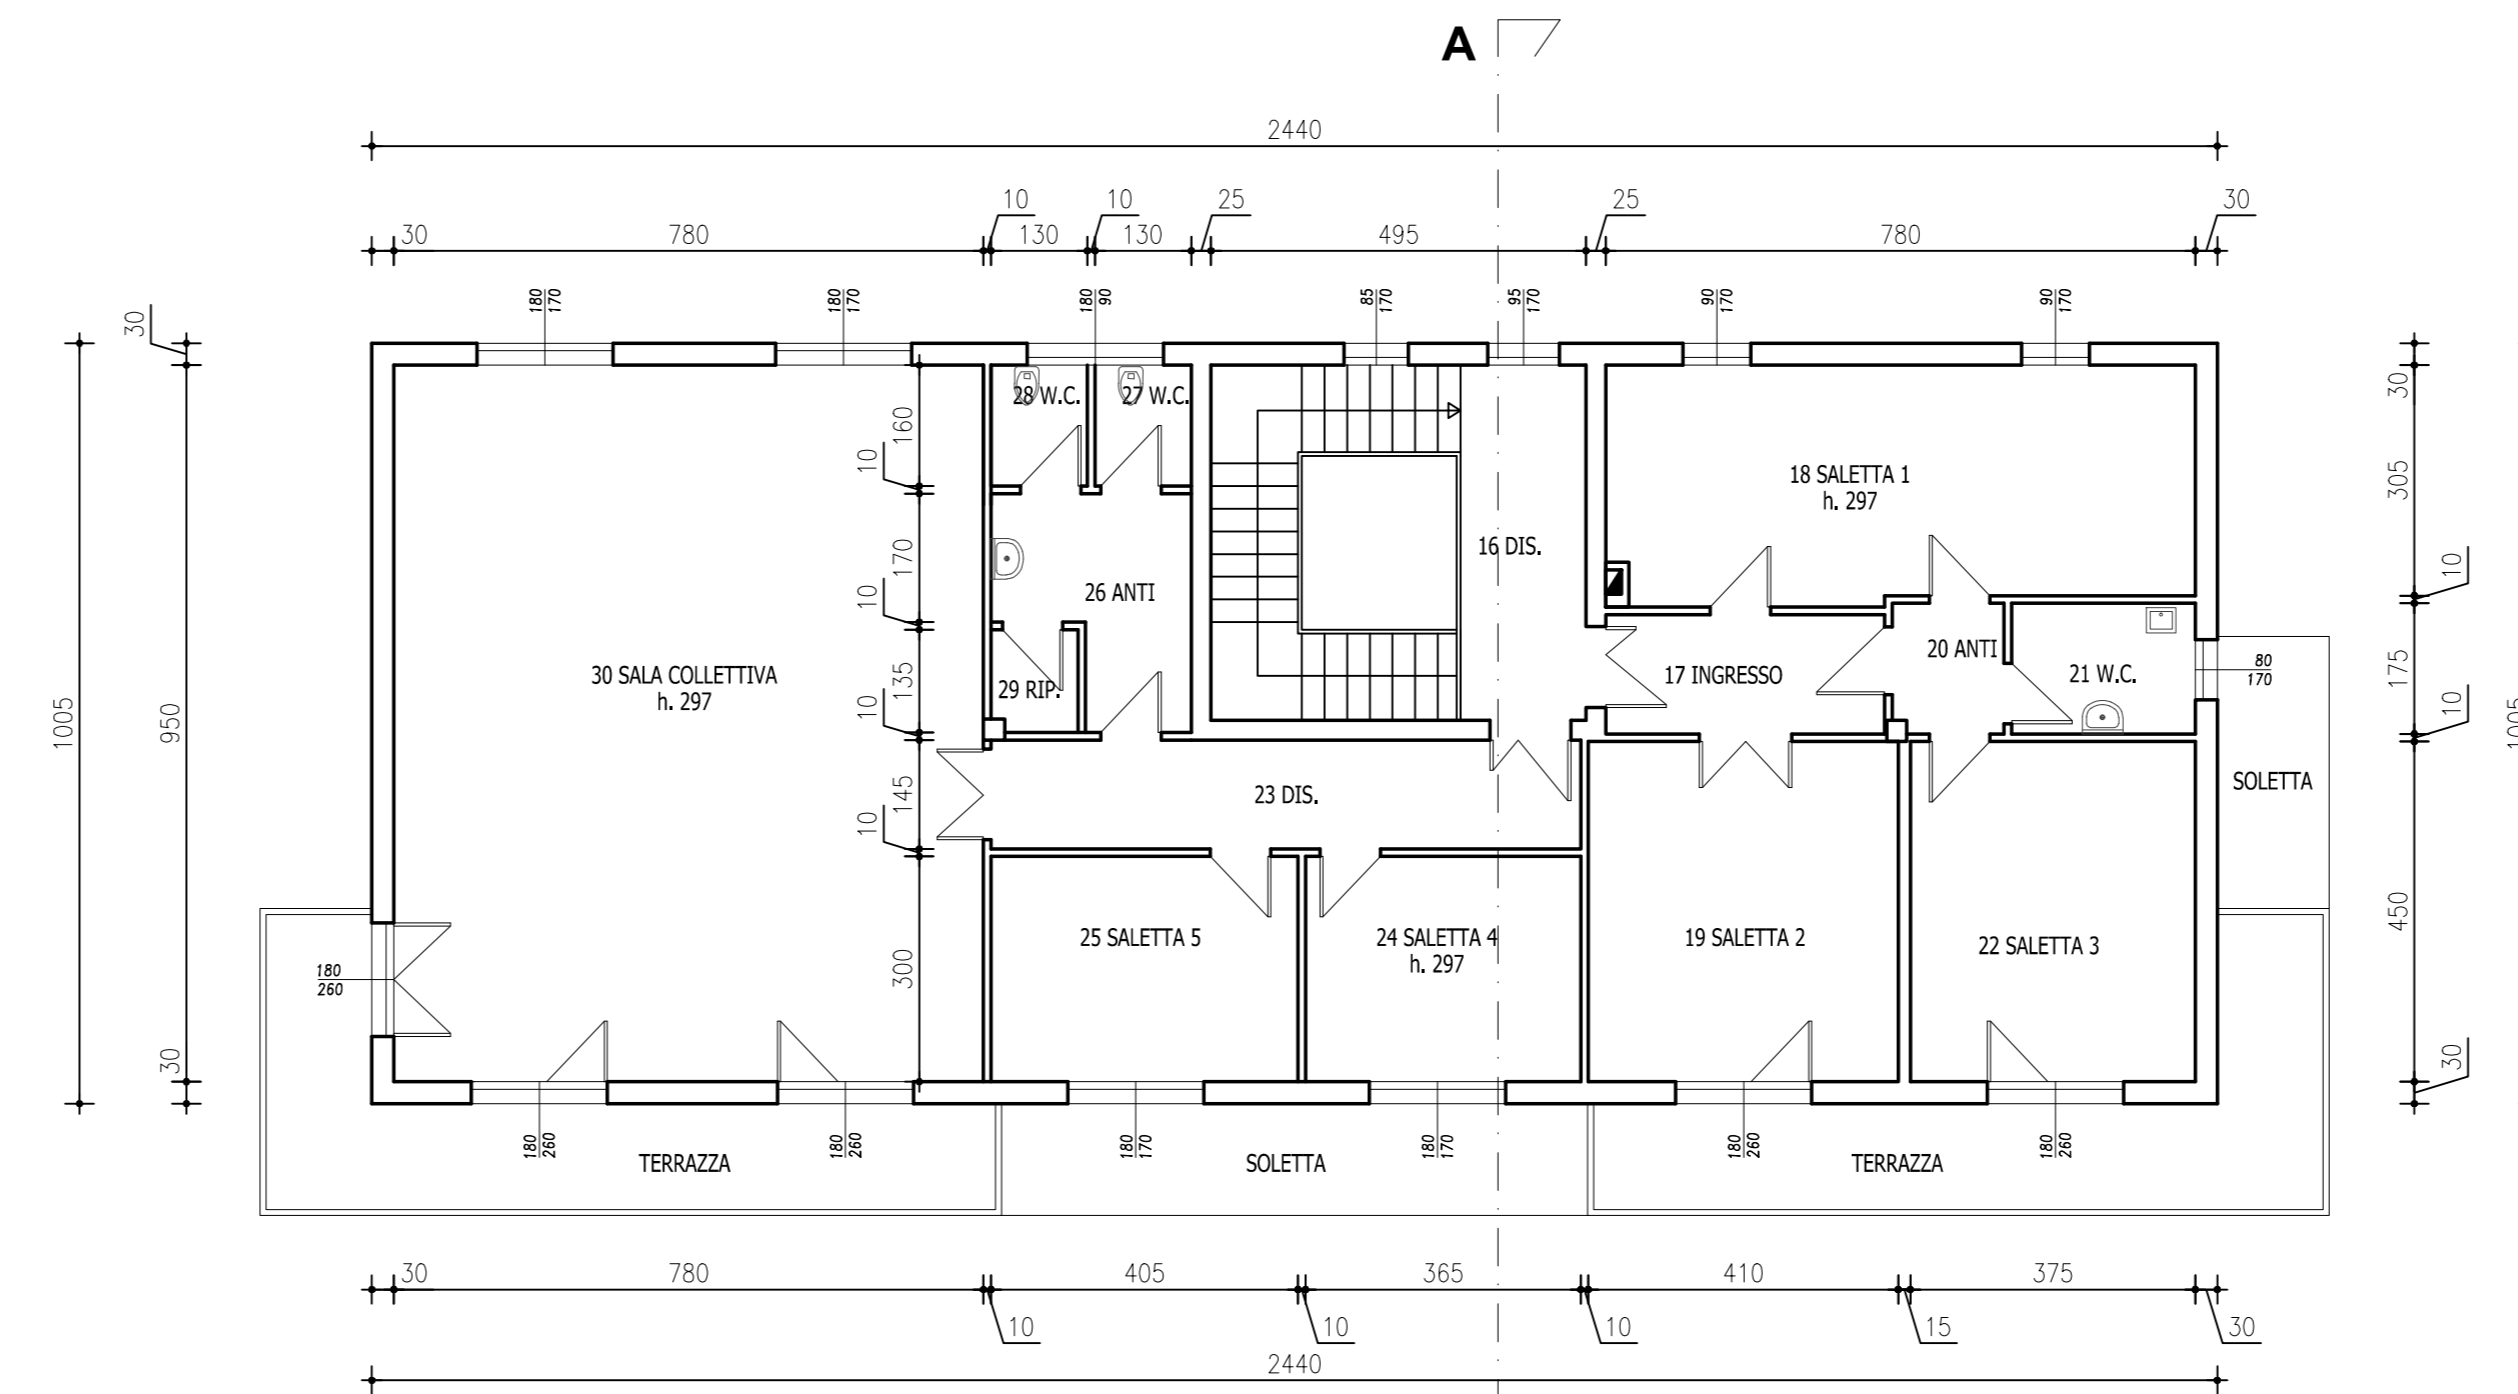 A
2440
10 10 25 25 30
30 780 130 130 495 780
180 170 180 170 180 90 85 170 95 170 90 170 90 170
30
28 W.C. 27 W.C.
30
160
10
18 SALETTA 1
h. 297
305
16 DIS.
170
10
26 ANTI
10
30 SALA COLLETTIVA
h. 297
29 RIP.
135
17 INGRESSO
20 ANTI
21 W.C.
80
170
175
1005
950
10
10
1005
SOLETTA
23 DIS.
145
10
25 SALETTA 5
24 SALETTA 4
h. 297
19 SALETTA 2
22 SALETTA 3
450
180
260
300
30
30
180 260 180 260 180 170 180 170 180 260 180 260
TERRAZZA SOLETTA TERRAZZA
30 780 405 365 410 375
10 10 10 15 30
2440